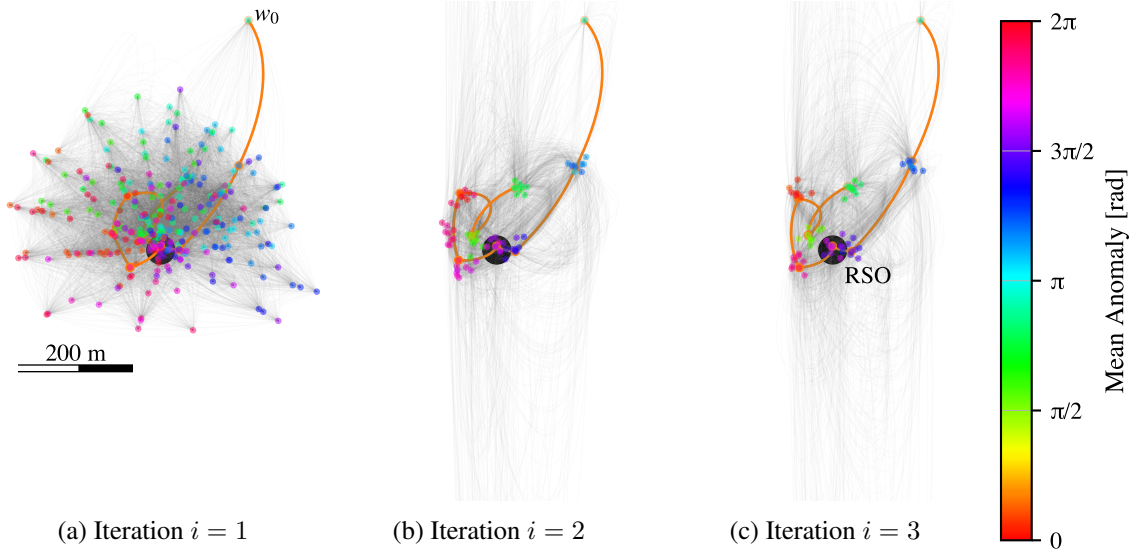 w₀
200 m
RSO
2π
3π/2
π
π/2
0
Mean Anomaly [rad]
(a) Iteration i = 1
(b) Iteration i = 2
(c) Iteration i = 3